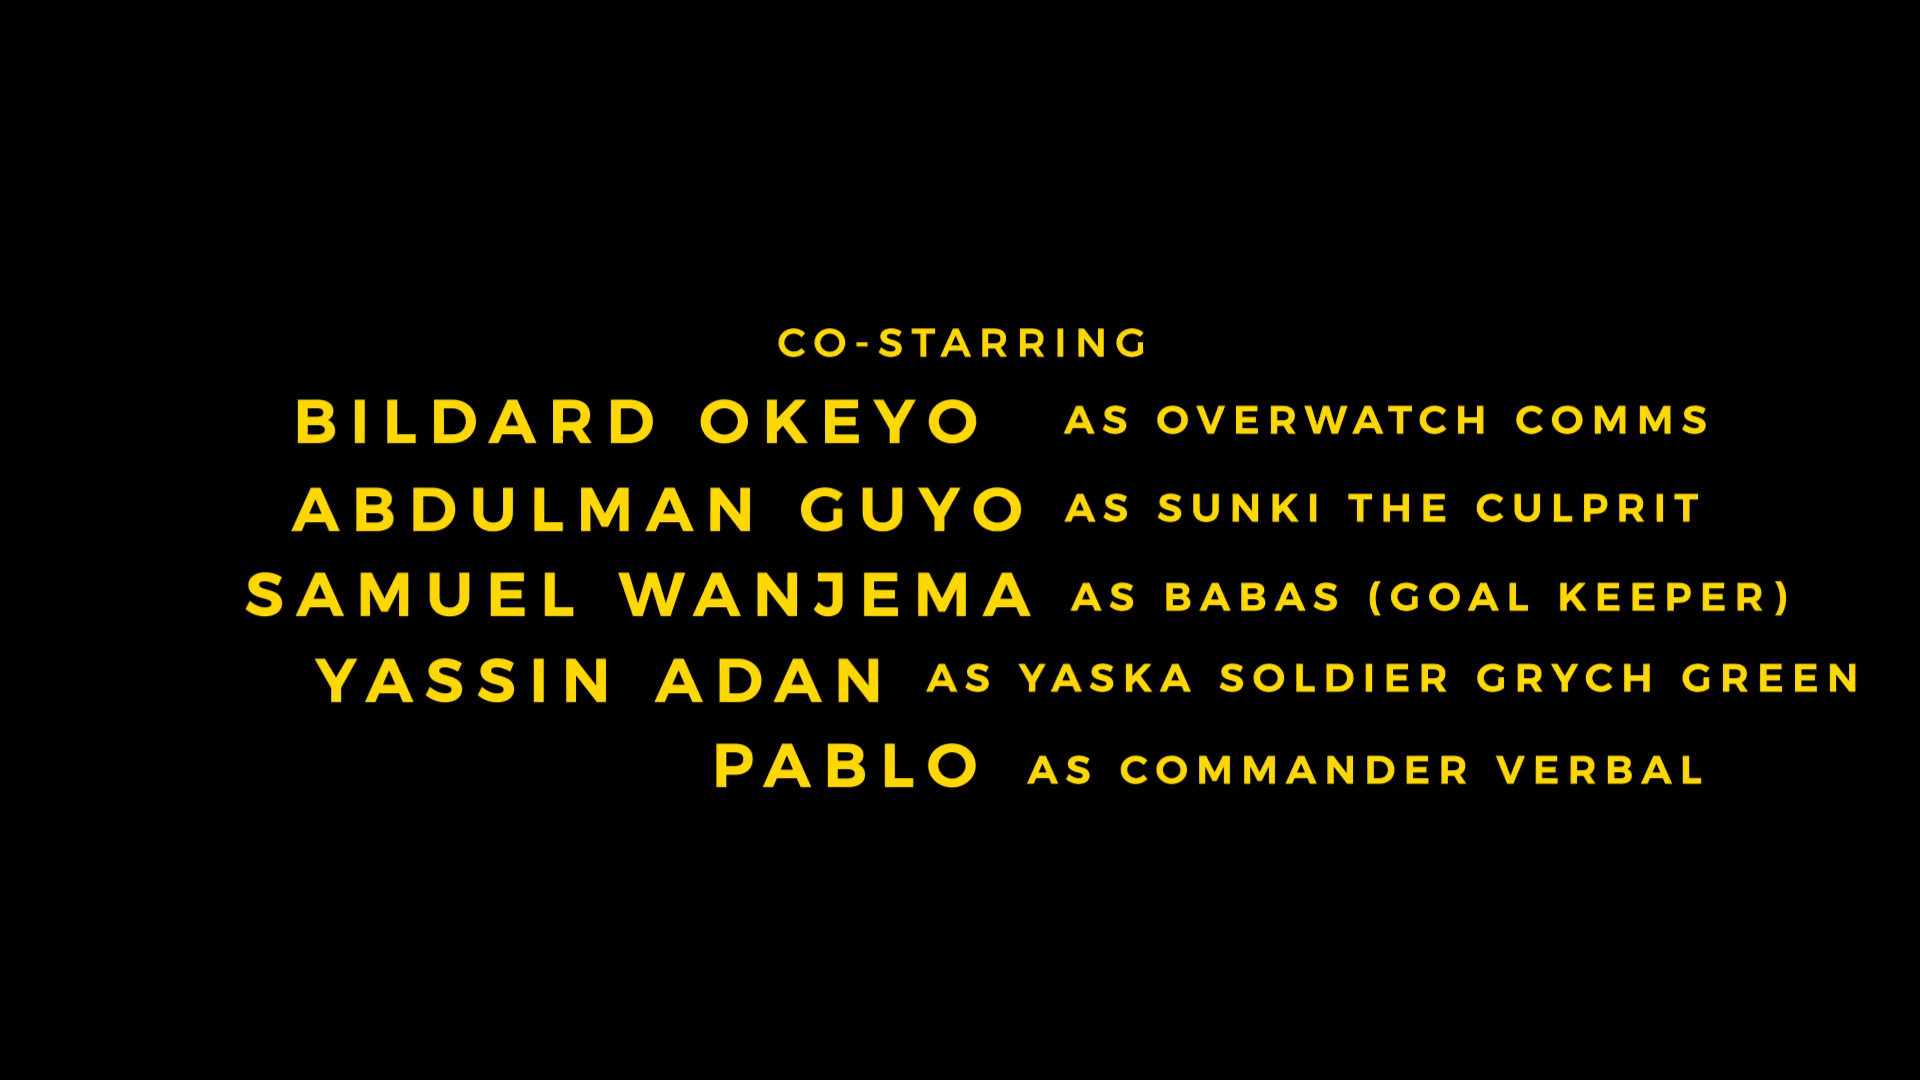 CO-STARRING
BILDARD OKEYO AS OVERWATCH COMMS
ABDULMAN GUYO AS SUNKI THE CULPRIT
SAMUEL WANJEMA AS BABAS (GOAL KEEPER)
YASSIN ADAN AS YASKA SOLDIER GRYCH GREEN
PABLO AS COMMANDER VERBAL